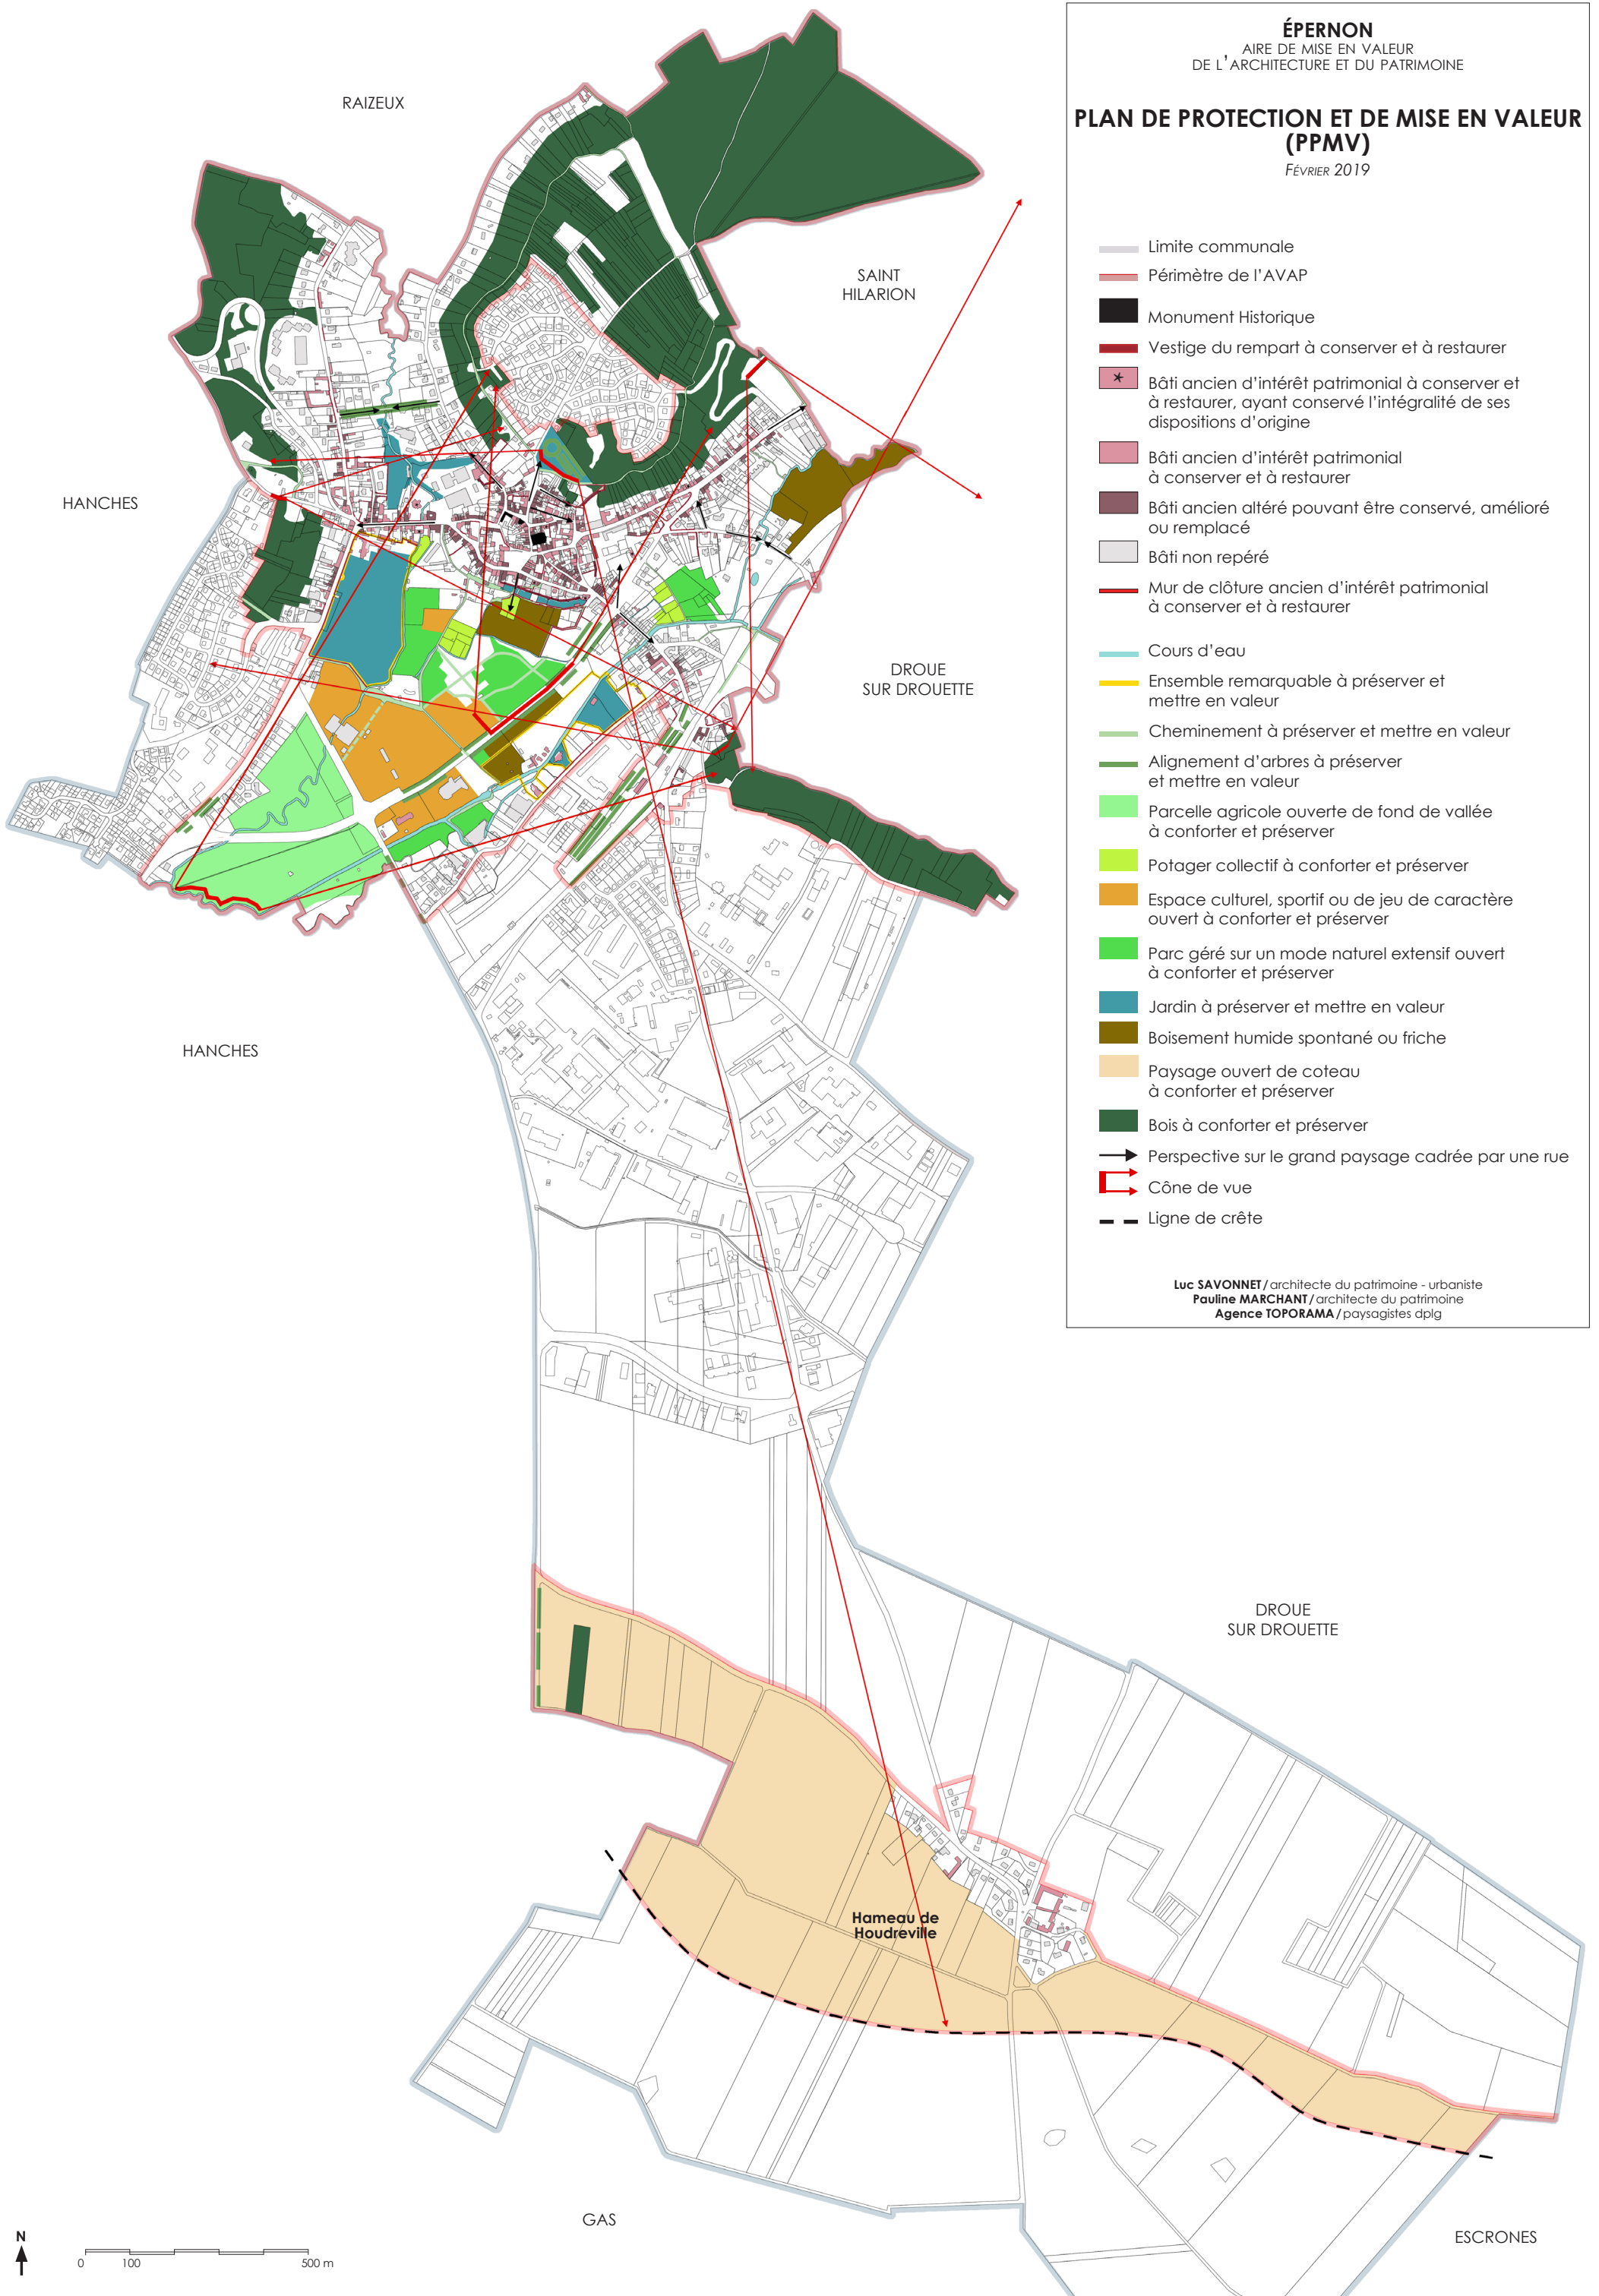 ÉPERNON
AIRE DE MISE EN VALEUR
DE L'ARCHITECTURE ET DU PATRIMOINE
PLAN DE PROTECTION ET DE MISE EN VALEUR
(PPMV)
FÉVRIER 2019
Limite communale
Périmètre de l'AVAP
Monument Historique
Vestige du rempart à conserver et à restaurer
*
Bâti ancien d'intérêt patrimonial à conserver et
à restaurer, ayant conservé l'intégralité de ses
dispositions d'origine
Bâti ancien d'intérêt patrimonial
à conserver et à restaurer
Bâti ancien altéré pouvant être conservé, amélioré
ou remplacé
Bâti non repéré
Mur de clôture ancien d'intérêt patrimonial
à conserver et à restaurer
Cours d'eau
Ensemble remarquable à préserver et
mettre en valeur
Cheminement à préserver et mettre en valeur
Alignement d'arbres à préserver
et mettre en valeur
Parcelle agricole ouverte de fond de vallée
à conforter et préserver
Potager collectif à conforter et préserver
Espace culturel, sportif ou de jeu de caractère
ouvert à conforter et préserver
Parc géré sur un mode naturel extensif ouvert
à conforter et préserver
Jardin à préserver et mettre en valeur
Boisement humide spontané ou friche
Paysage ouvert de coteau
à conforter et préserver
Bois à conforter et préserver
Perspective sur le grand paysage cadrée par une rue
Cône de vue
Ligne de crête
Luc SAVONNET/architecte du patrimoine - urbaniste
Pauline MARCHANT/architecte du patrimoine
Agence TOPORAMA/paysagistes dplg
RAIZEUX
SAINT
HILARION
HANCHES
DROUE
SUR DROUETTE
HANCHES
DROUE
SUR DROUETTE
Hameau de
Houdreville
GAS
ESCRONES
N
0
100
500 m